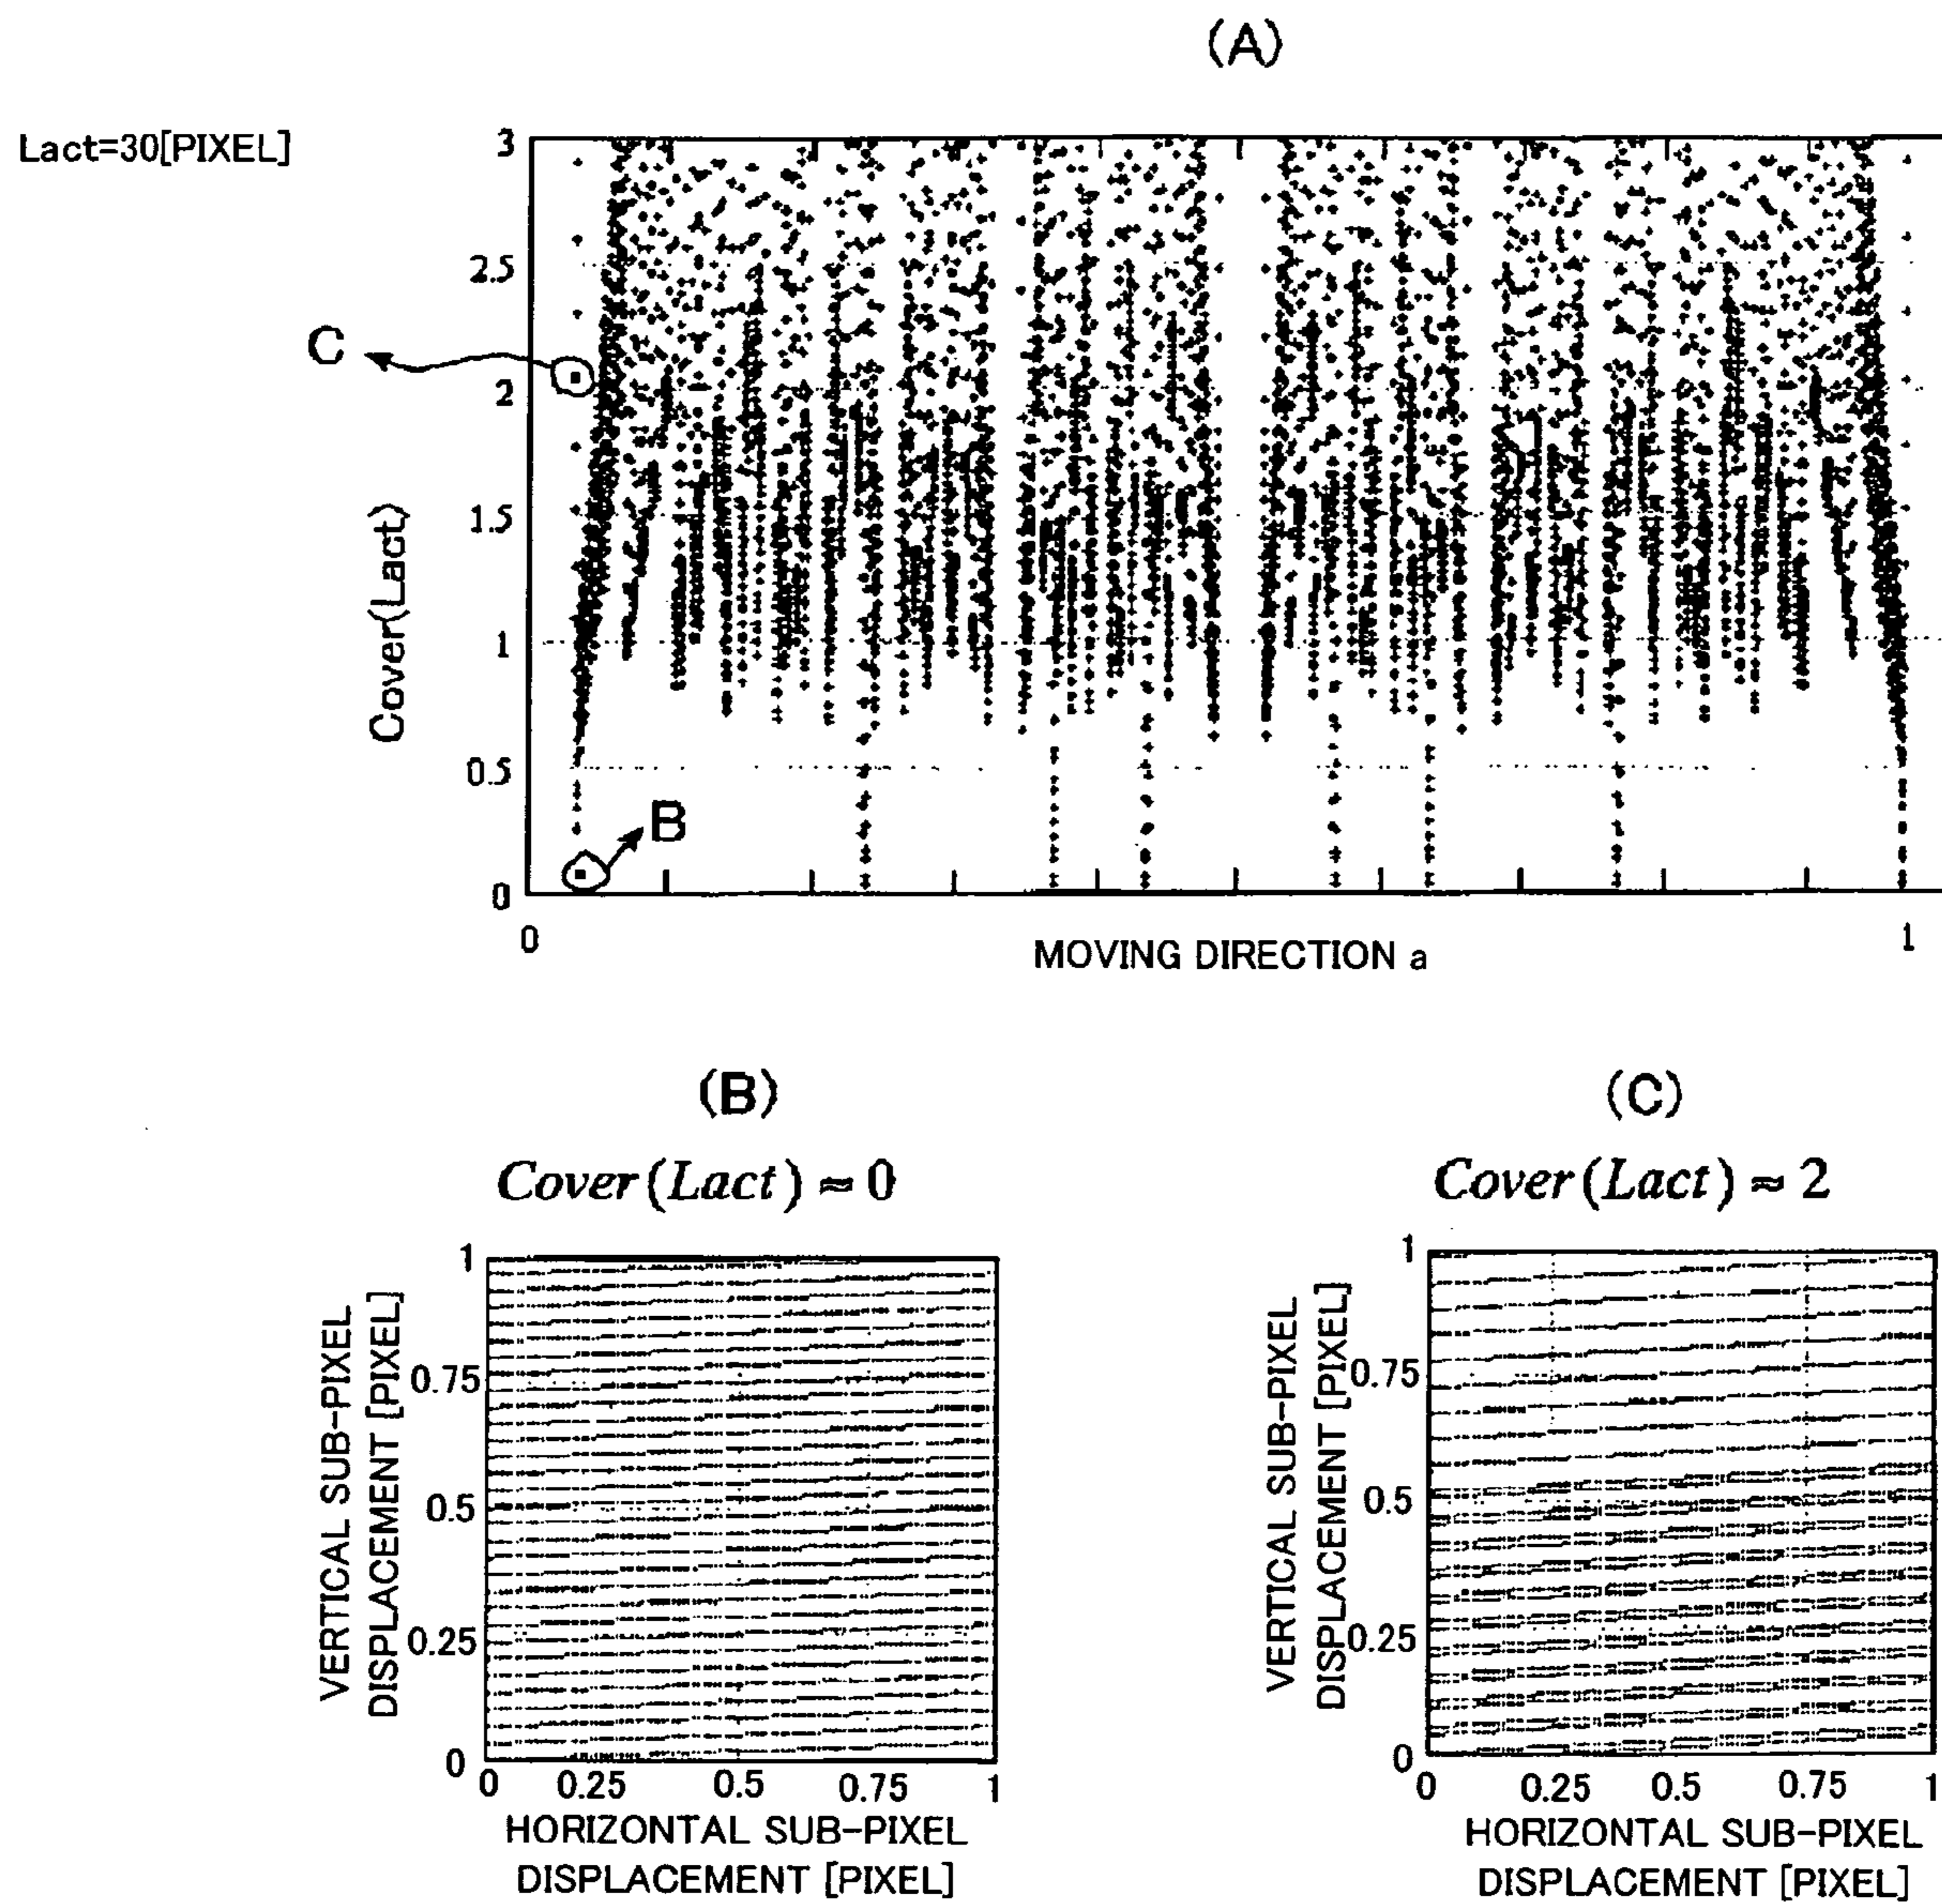 (A)
Lact=30[PIXEL]
3
2.5
2
1.5
1
0.5
0
Cover(Lact)
C
B
0
1
MOVING DIRECTION a
(B)
Cover(Lact) ≈ 0
VERTICAL SUB-PIXEL
DISPLACEMENT [PIXEL]
1
0.75
0.5
0.25
0
0 0.25 0.5 0.75 1
HORIZONTAL SUB-PIXEL
DISPLACEMENT [PIXEL]
(C)
Cover(Lact) ≈ 2
VERTICAL SUB-PIXEL
DISPLACEMENT [PIXEL]
1
0.75
0.5
0.25
0
0 0.25 0.5 0.75 1
HORIZONTAL SUB-PIXEL
DISPLACEMENT [PIXEL]